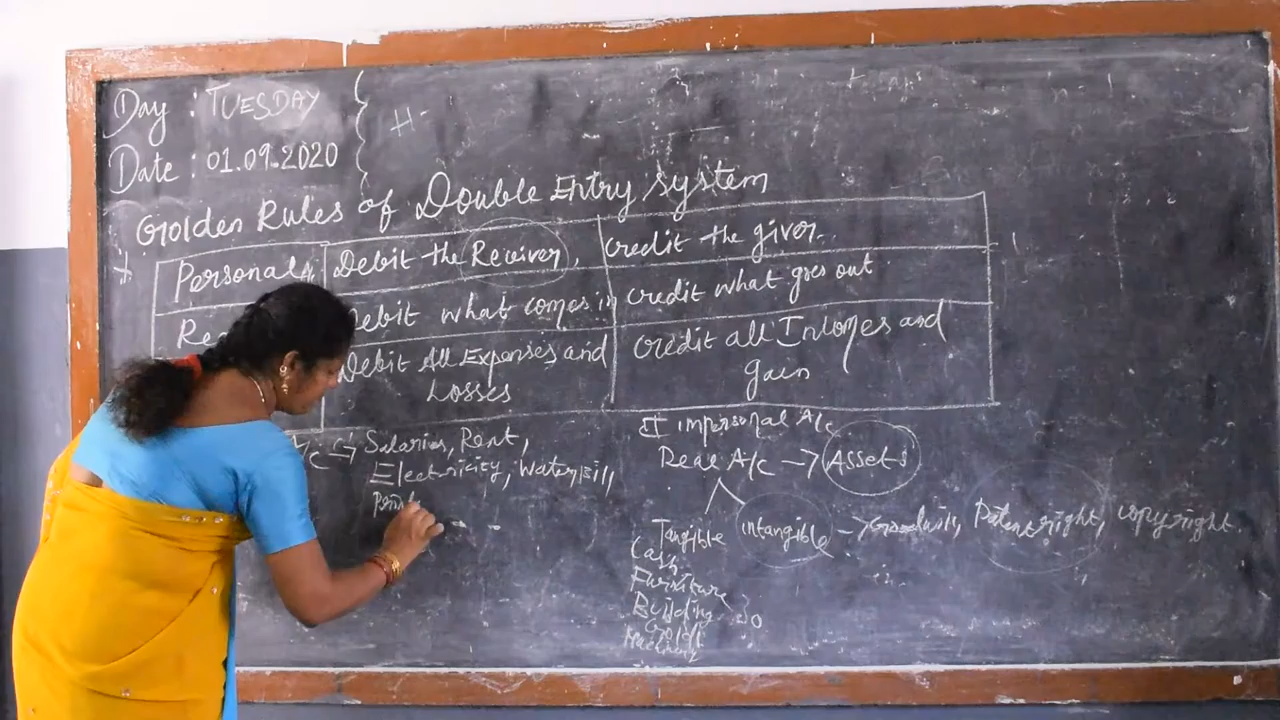 Day : TUESDAY
Date : 01.09.2020
H-
Golden Rules of Double Entry system
Personal A/c Debit the Receiver, credit the giver.
Debit what comes in credit what goes out
Debit All Expenses and Losses
credit all Incomes and gain
A/c → Salaries, Rent,
Electricity, Water Bill,
II impersonal A/c
Real A/c → Assets
Tangible intangible → Goodwill, Patent right, copyright.
Cash
Furniture
Building
Machinery